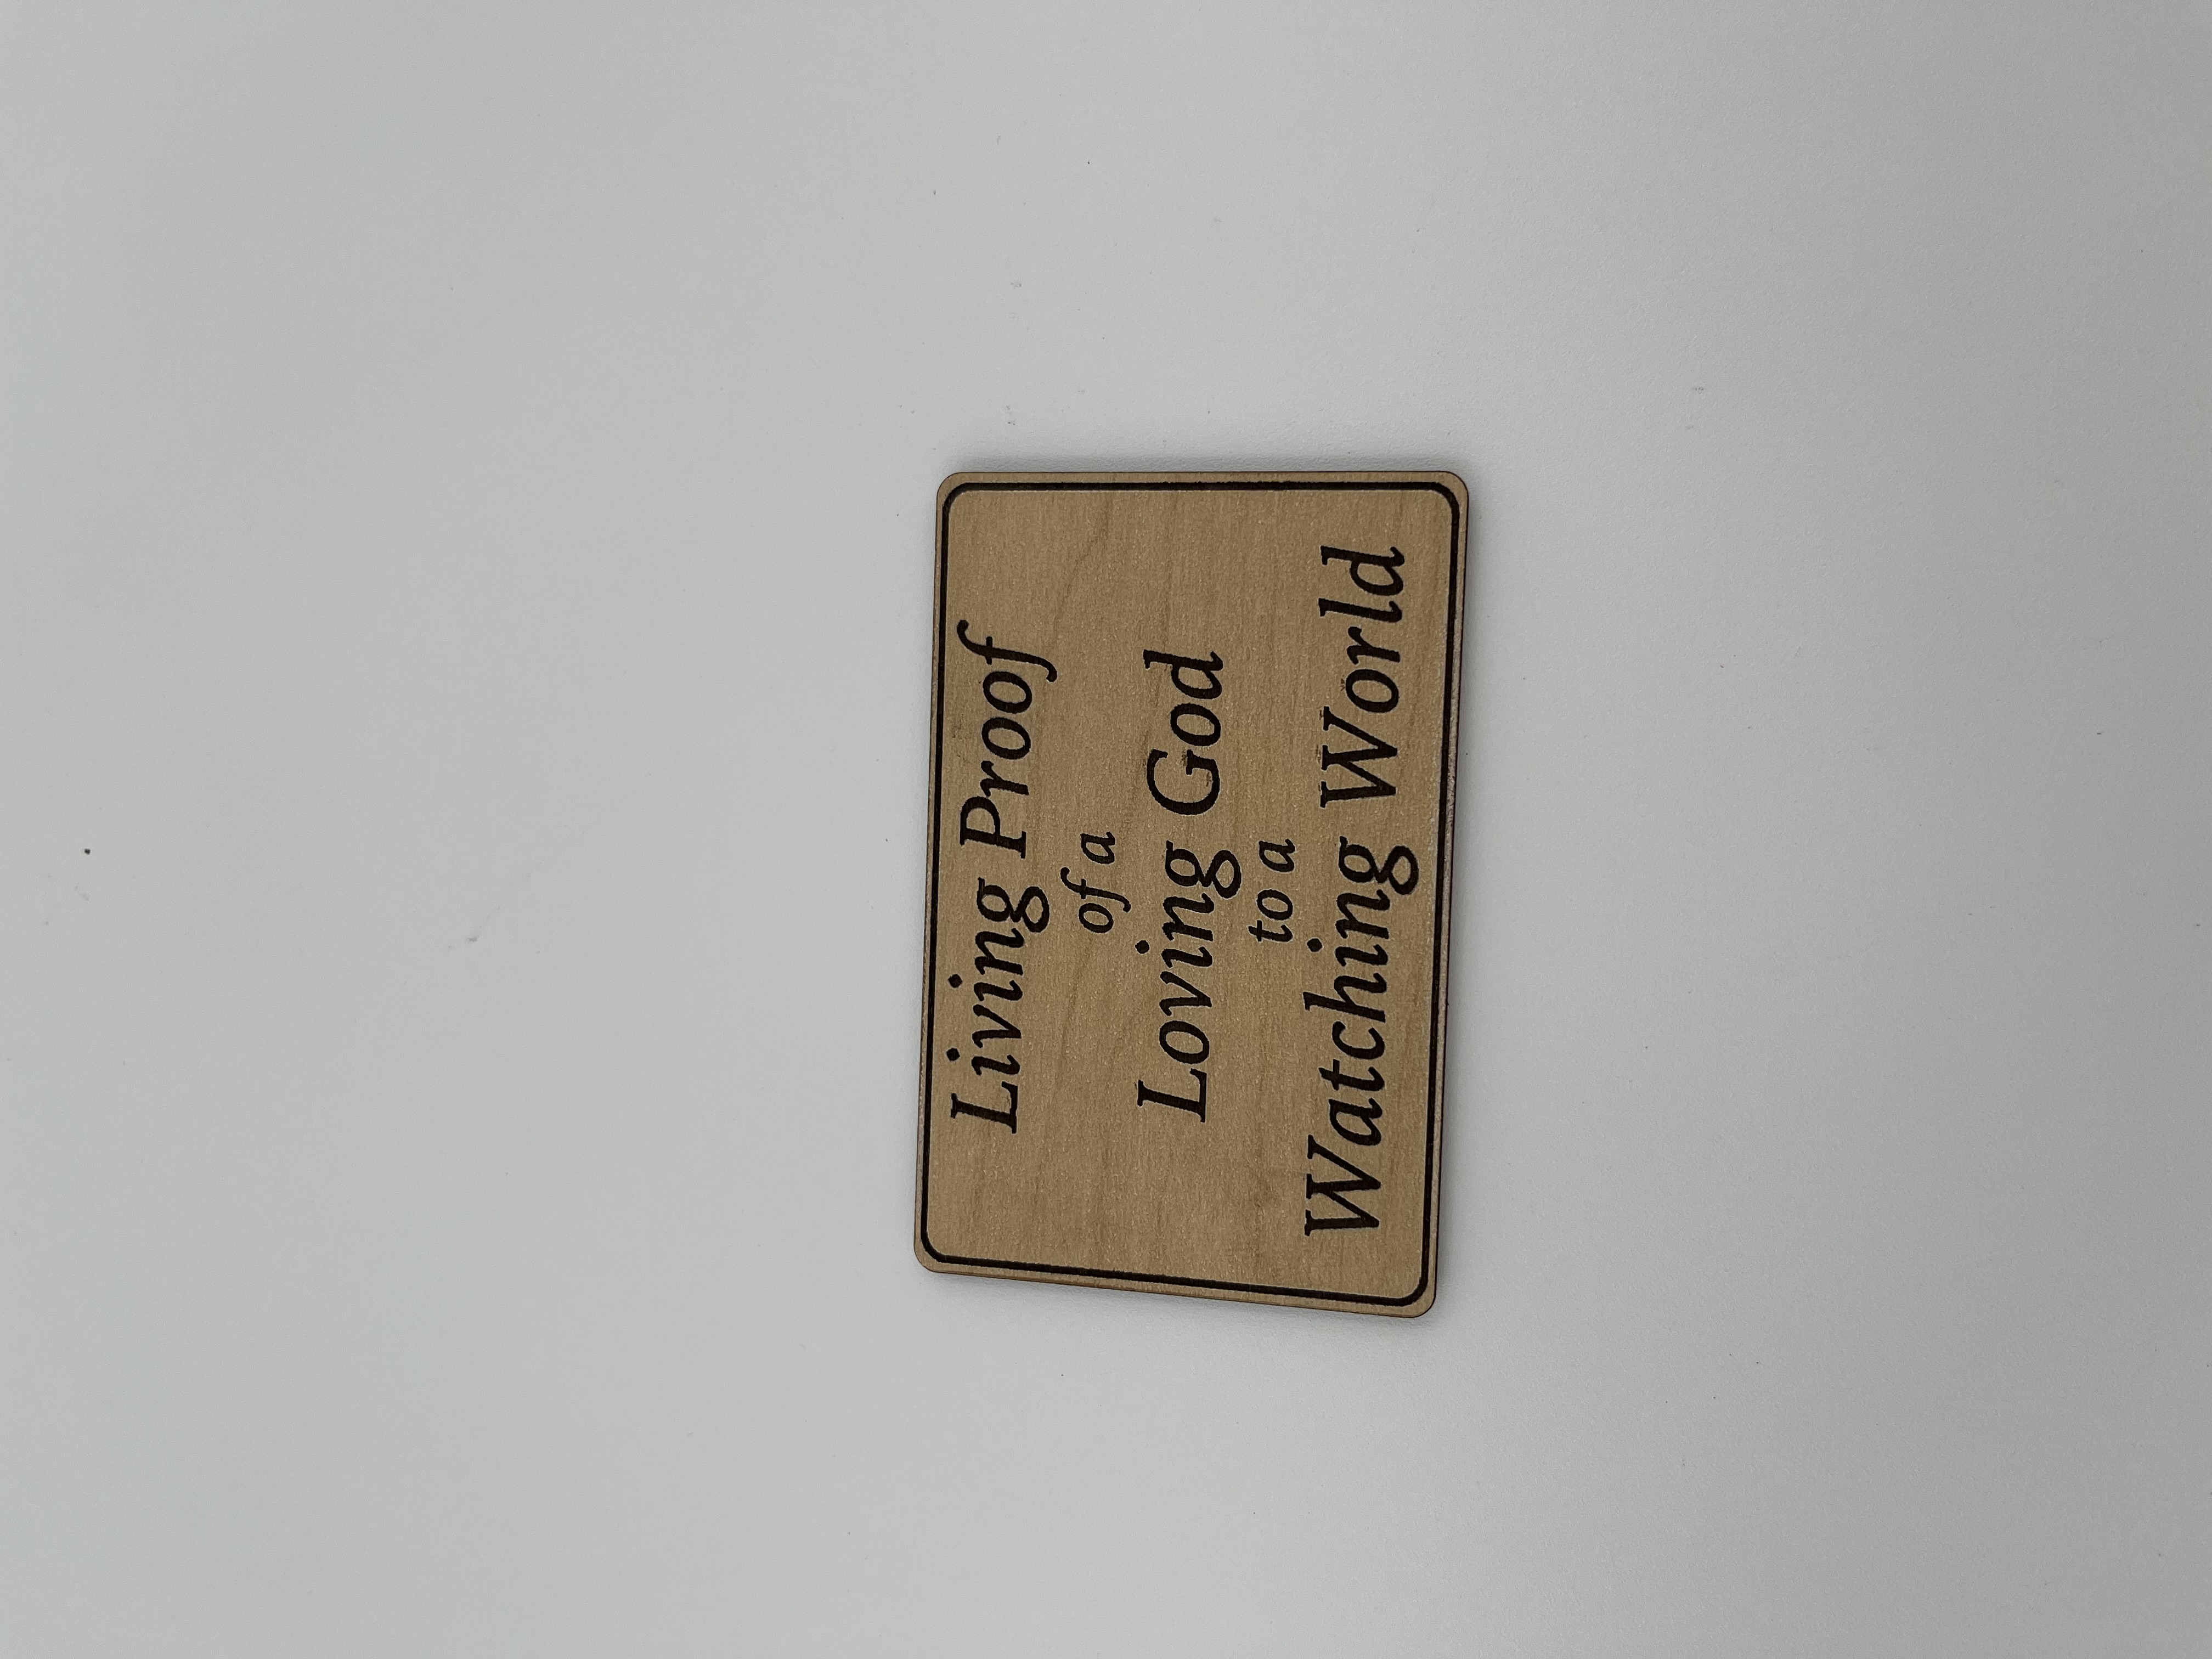 Living Proof
of a
Loving God
to a
Watching World